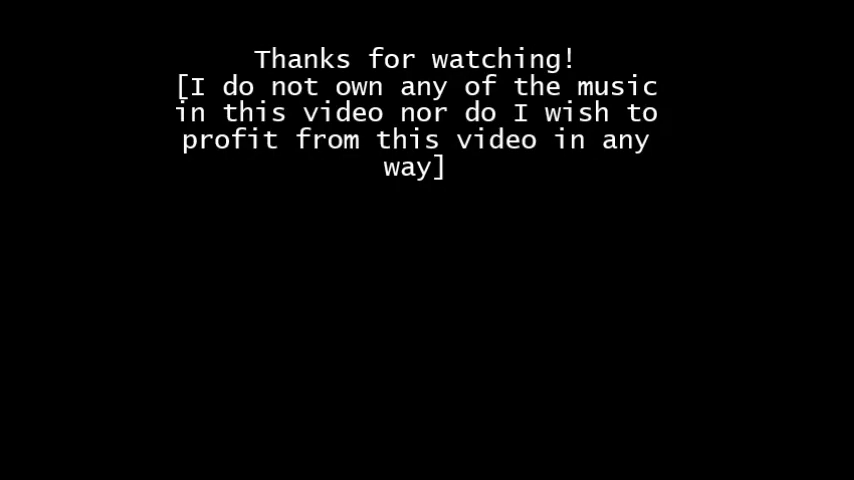 Thanks for watching!
[I do not own any of the music
in this video nor do I wish to
profit from this video in any
way]